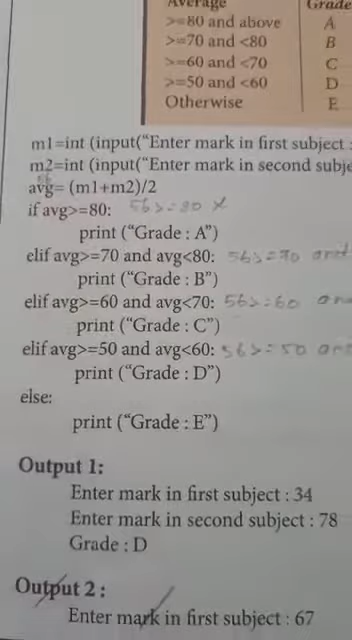 Average Grade
>=80 and above A
>=70 and <80 B
>=60 and <70 C
>=50 and <60 D
Otherwise E
m1=int (input(“Enter mark in first subject :
m2=int (input(“Enter mark in second subje
56
avg= (m1+m2)/2
if avg>=80: 56>=80 x
print (“Grade : A”)
elif avg>=70 and avg<80: 56>=70 and
print (“Grade : B”)
elif avg>=60 and avg<70: 56>=60 an
print (“Grade : C”)
elif avg>=50 and avg<60: 56>=50 an
print (“Grade : D”)
else:
print (“Grade : E”)
Output 1:
Enter mark in first subject : 34
Enter mark in second subject : 78
Grade : D
Output 2 :
Enter mark in first subject : 67